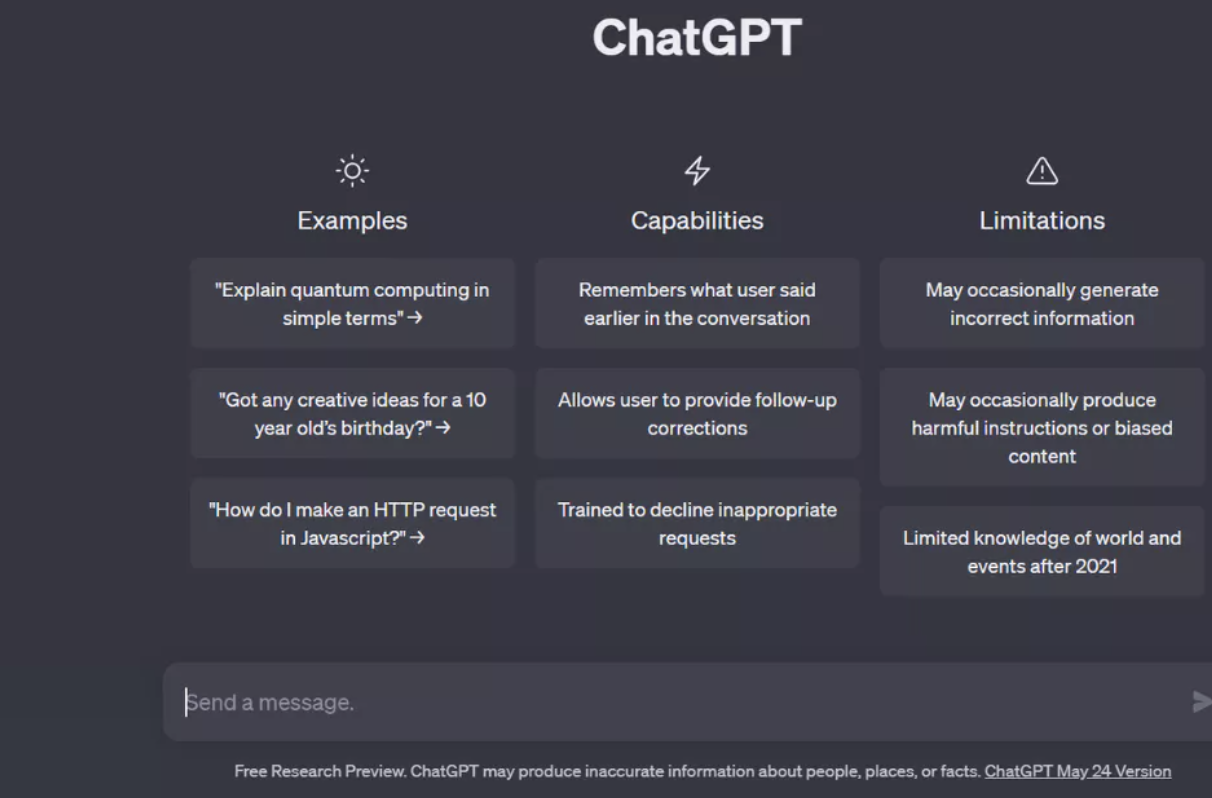 ChatGPT
Examples
"Explain quantum computing in
simple terms" →
"Got any creative ideas for a 10
year old's birthday?" →
"How do I make an HTTP request
in Javascript?" →
Capabilities
Remembers what user said
earlier in the conversation
Allows user to provide follow-up
corrections
Trained to decline inappropriate
requests
Limitations
May occasionally generate
incorrect information
May occasionally produce
harmful instructions or biased
content
Limited knowledge of world and
events after 2021
Send a message.
Free Research Preview. ChatGPT may produce inaccurate information about people, places, or facts. ChatGPT May 24 Version